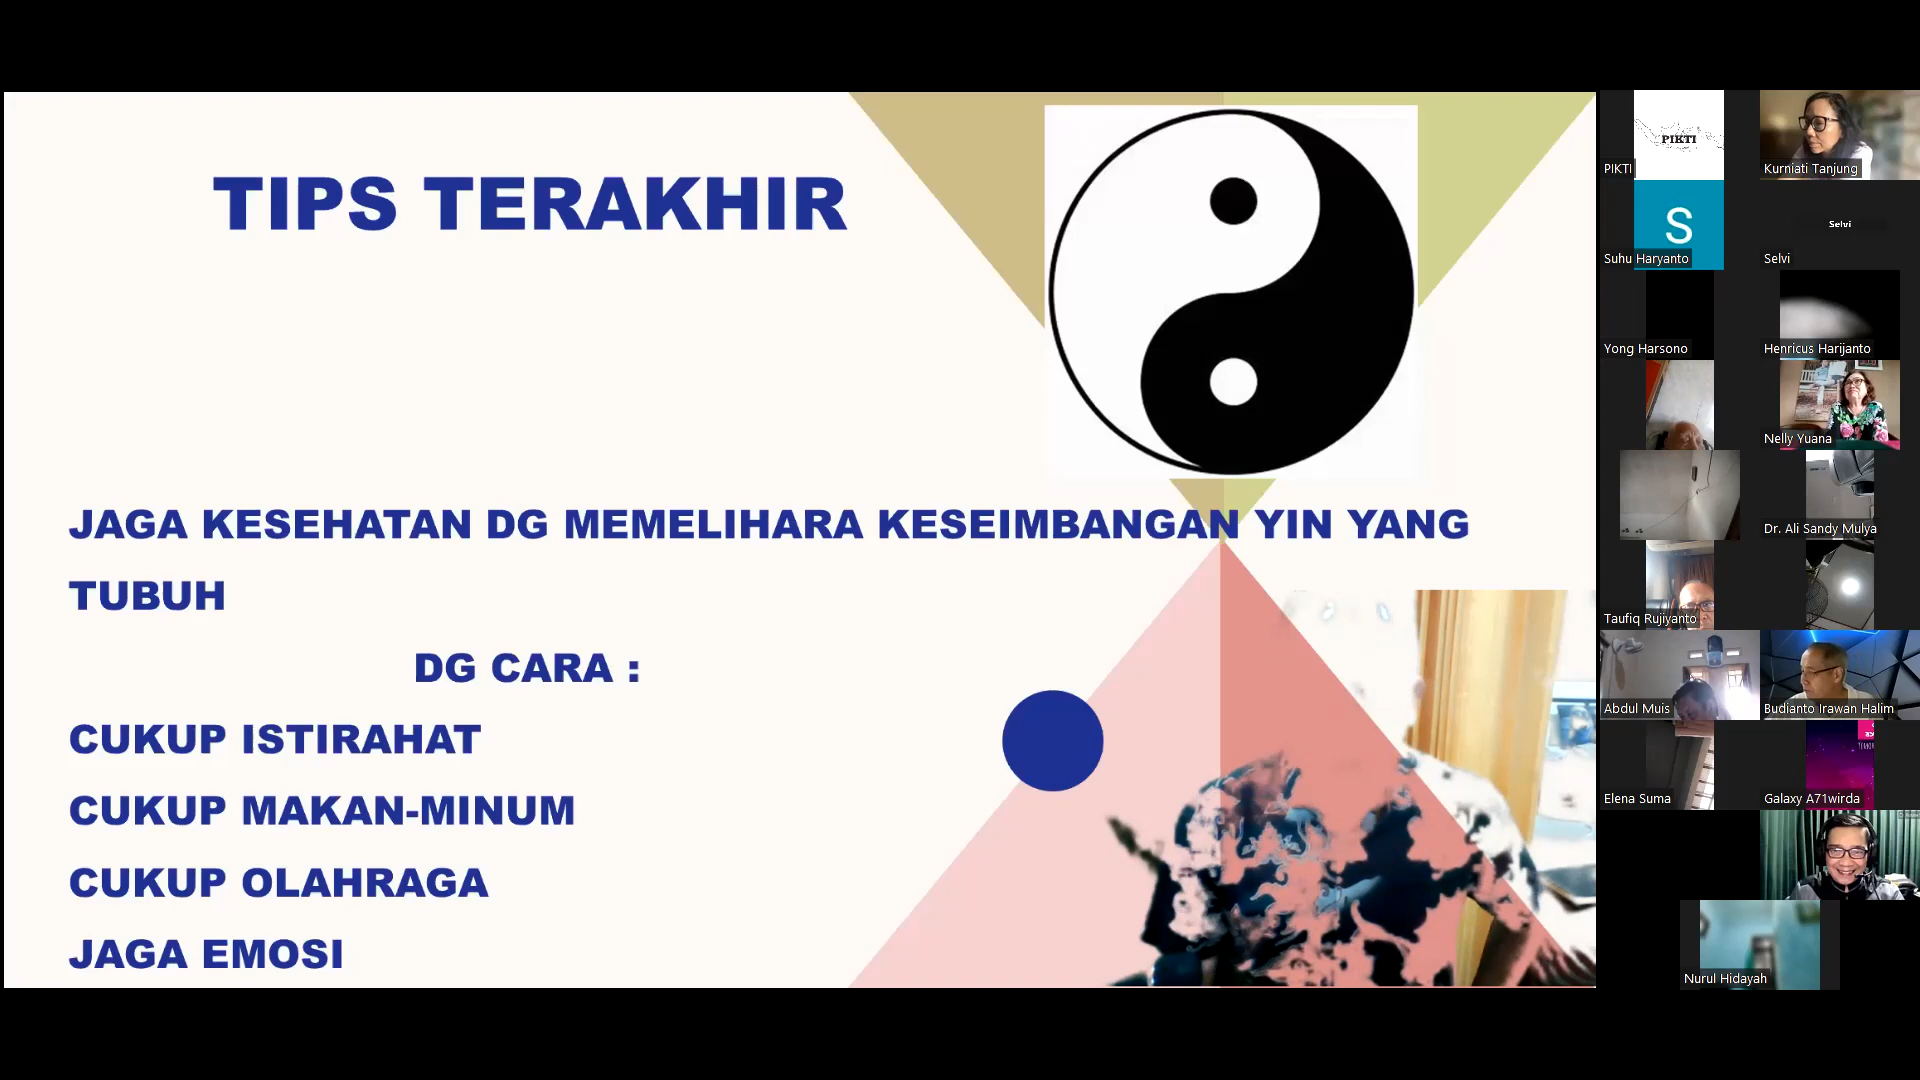 TIPS TERAKHIR
JAGA KESEHATAN DG MEMELIHARA KESEIMBANGAN YIN YANG
TUBUH
DG CARA :
CUKUP ISTIRAHAT
CUKUP MAKAN-MINUM
CUKUP OLAHRAGA
JAGA EMOSI
PIKTI
PIKTI
Kurniati Tanjung
S
Suhu Haryanto
Selvi
Selvi
Yong Harsono
Henricus Harijanto
Nelly Yuana
Dr. Ali Sandy Mulya
Taufiq Rujiyanto
Abdul Muis
Budianto Irawan Halim
Elena Suma
Galaxy A71wirda
Nurul Hidayah